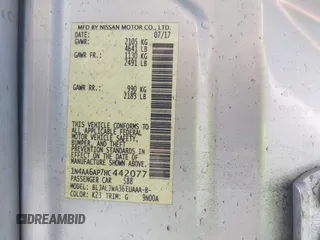 MFD BY NISSAN MOTOR CO., LTD.
DATE: 07/17
GVWR: 2105 KG
4641 LB
GAWR FR: 1130 KG
2491 LB
GAWR RR: 990 KG
2183 LB
THIS VEHICLE CONFORMS TO ALL
APPLICABLE FEDERAL MOTOR VEHICLE
SAFETY, BUMPER, AND THEFT
PREVENTION STANDARDS IN EFFECT
ON THE DATE OF MANUFACTURE
SHOWN ABOVE.
1N4AA6AP7HC442077
PASSENGER CAR 588
MODEL: BLJALJWA36EUAAA-B-
COLOR: K23 TRIM: G 9N00A